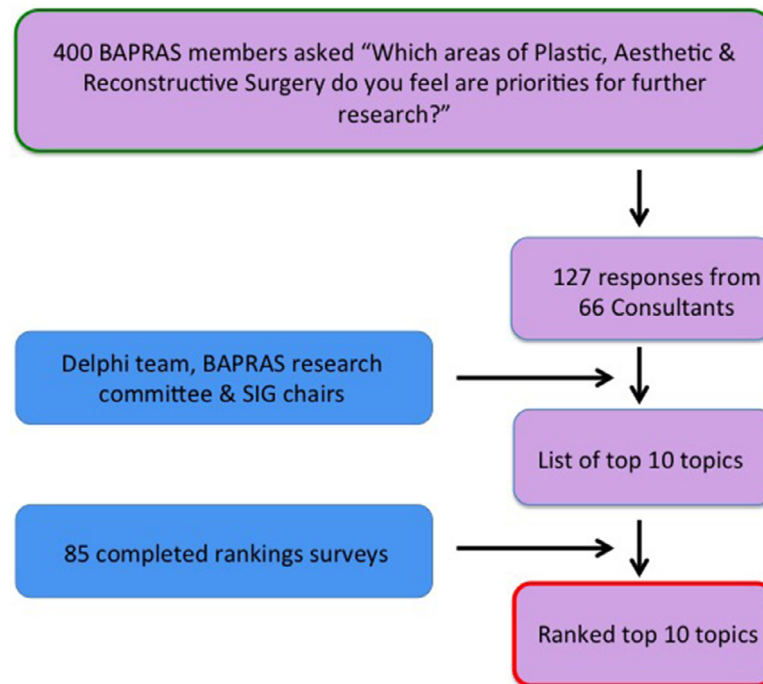 400 BAPRAS members asked “Which areas of Plastic, Aesthetic &
Reconstructive Surgery do you feel are priorities for further
research?”
127 responses from
66 Consultants
Delphi team, BAPRAS research
committee & SIG chairs
List of top 10 topics
85 completed rankings surveys
Ranked top 10 topics